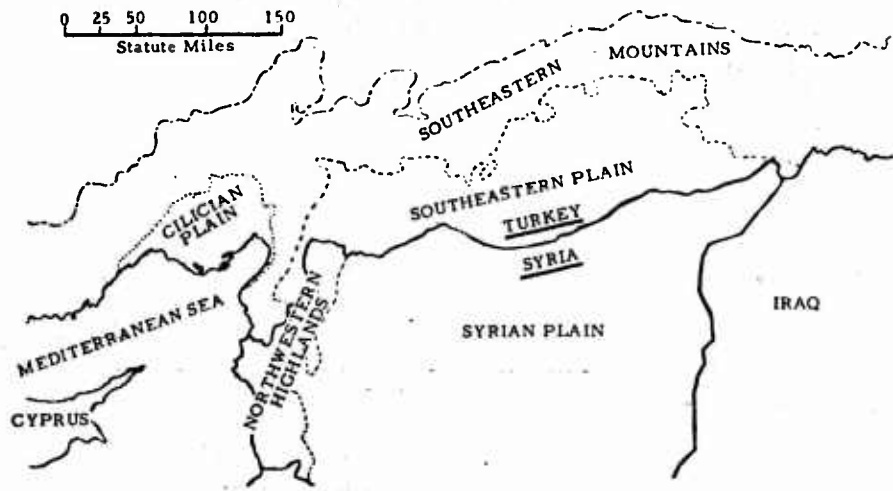 0 25 50 100 150
Statute Miles
MOUNTAINS
SOUTHEASTERN
SOUTHEASTERN PLAIN
CILICIAN
PLAIN
TURKEY
SYRIA
MEDITERRANEAN SEA
NORTHWESTERN
HIGHLANDS
SYRIAN PLAIN
IRAQ
CYPRUS